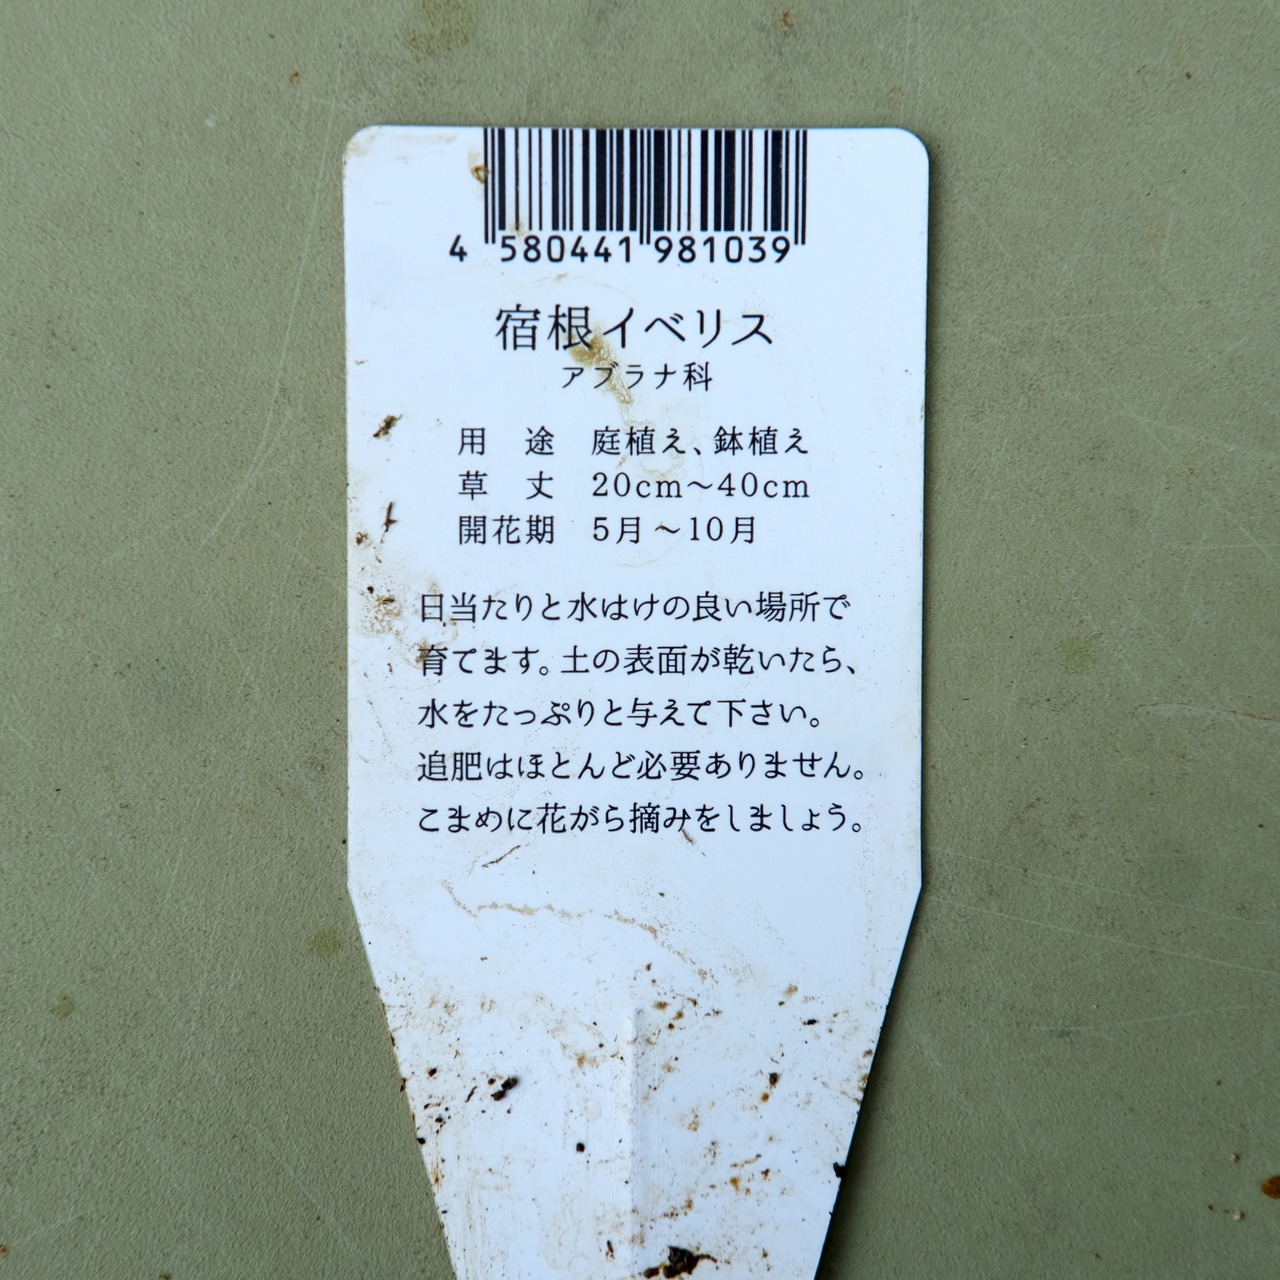 4 580441 981039
宿根イベリス
アブラナ科
用　途　庭植え、鉢植え
草　丈　20cm～40cm
開花期　5月～10月
日当たりと水はけの良い場所で
育てます。土の表面が乾いたら、
水をたっぷりと与えて下さい。
追肥はほとんど必要ありません。
こまめに花がら摘みをしましょう。